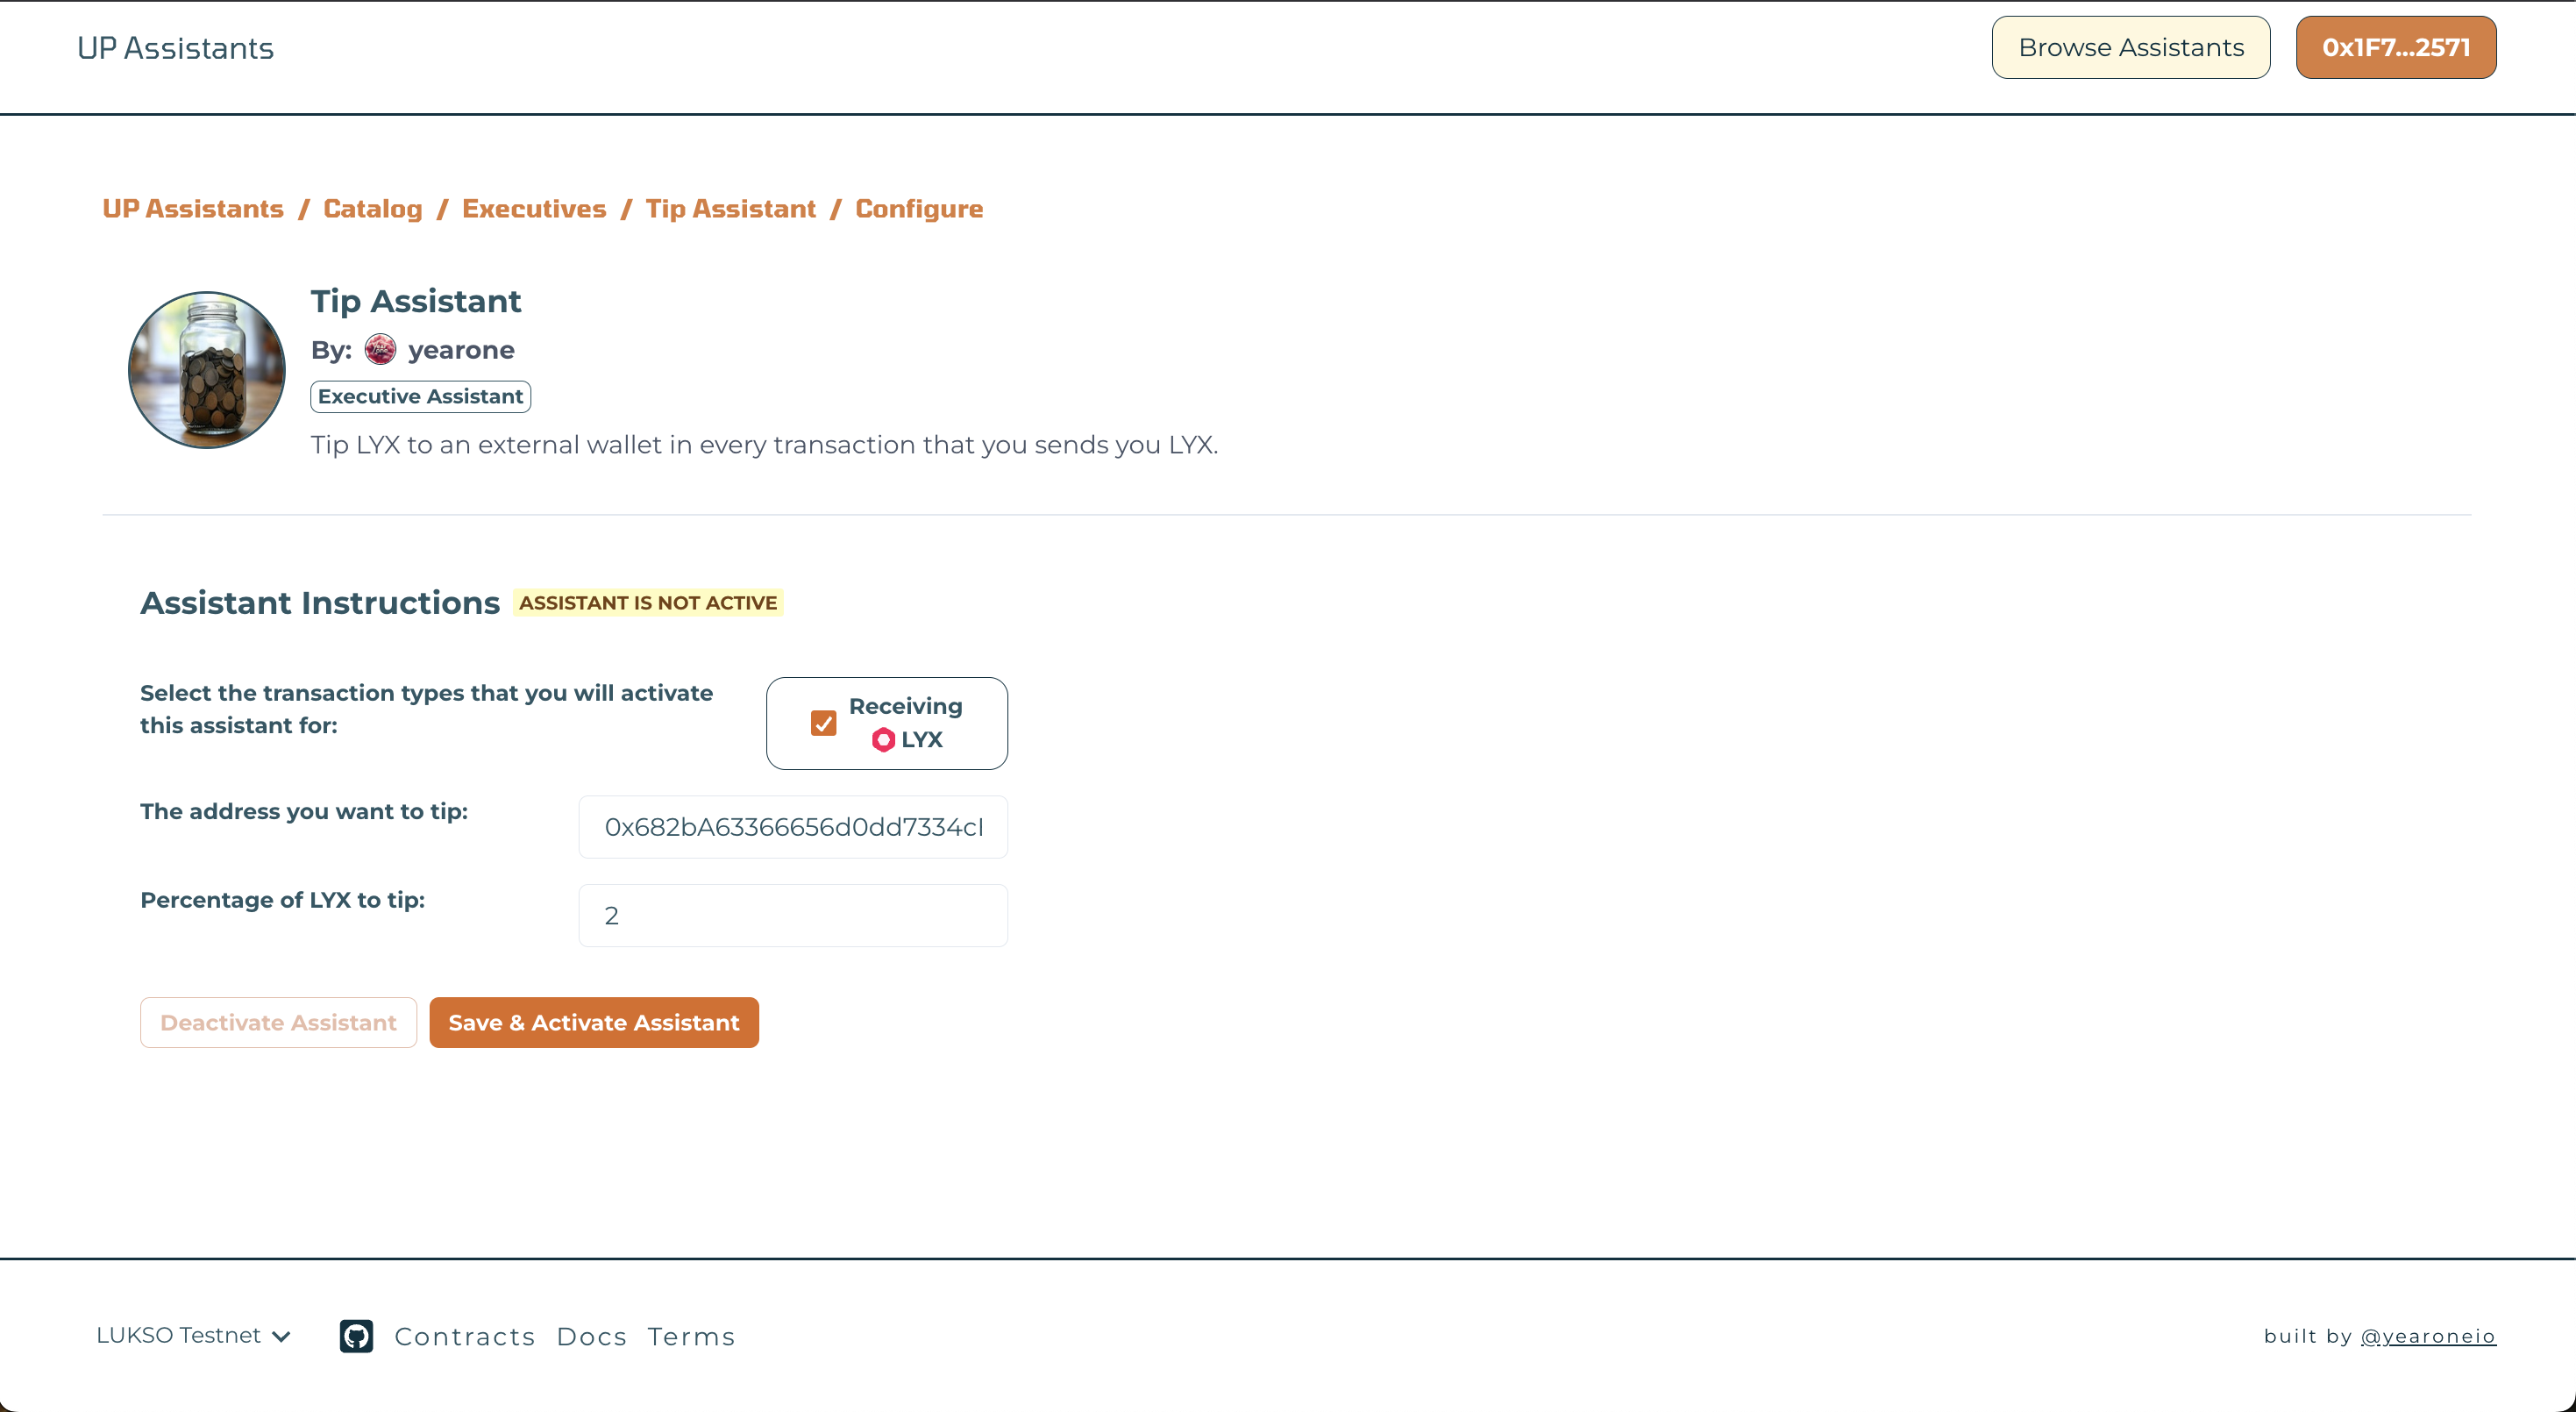 UP Assistants
Browse Assistants
0x1F7...2571
UP Assistants / Catalog / Executives / Tip Assistant / Configure
Tip Assistant
By: yearone
Executive Assistant
Tip LYX to an external wallet in every transaction that you sends you LYX.
Assistant Instructions ASSISTANT IS NOT ACTIVE
Select the transaction types that you will activate
this assistant for:
Receiving
LYX
The address you want to tip:
0x682bA63366656d0dd7334c
Percentage of LYX to tip:
2
Deactivate Assistant
Save & Activate Assistant
LUKSO Testnet
Contracts Docs Terms
built by @yearoneio